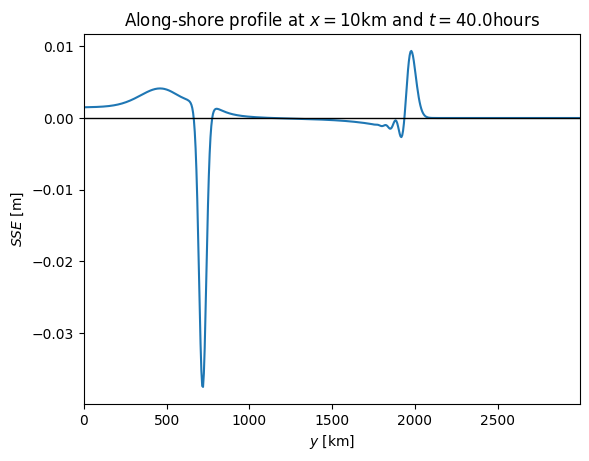 Along-shore profile at x = 10km and t = 40.0hours
0.01
0.00
−0.01
−0.02
−0.03
SSE [m]
0 500 1000 1500 2000 2500
y [km]